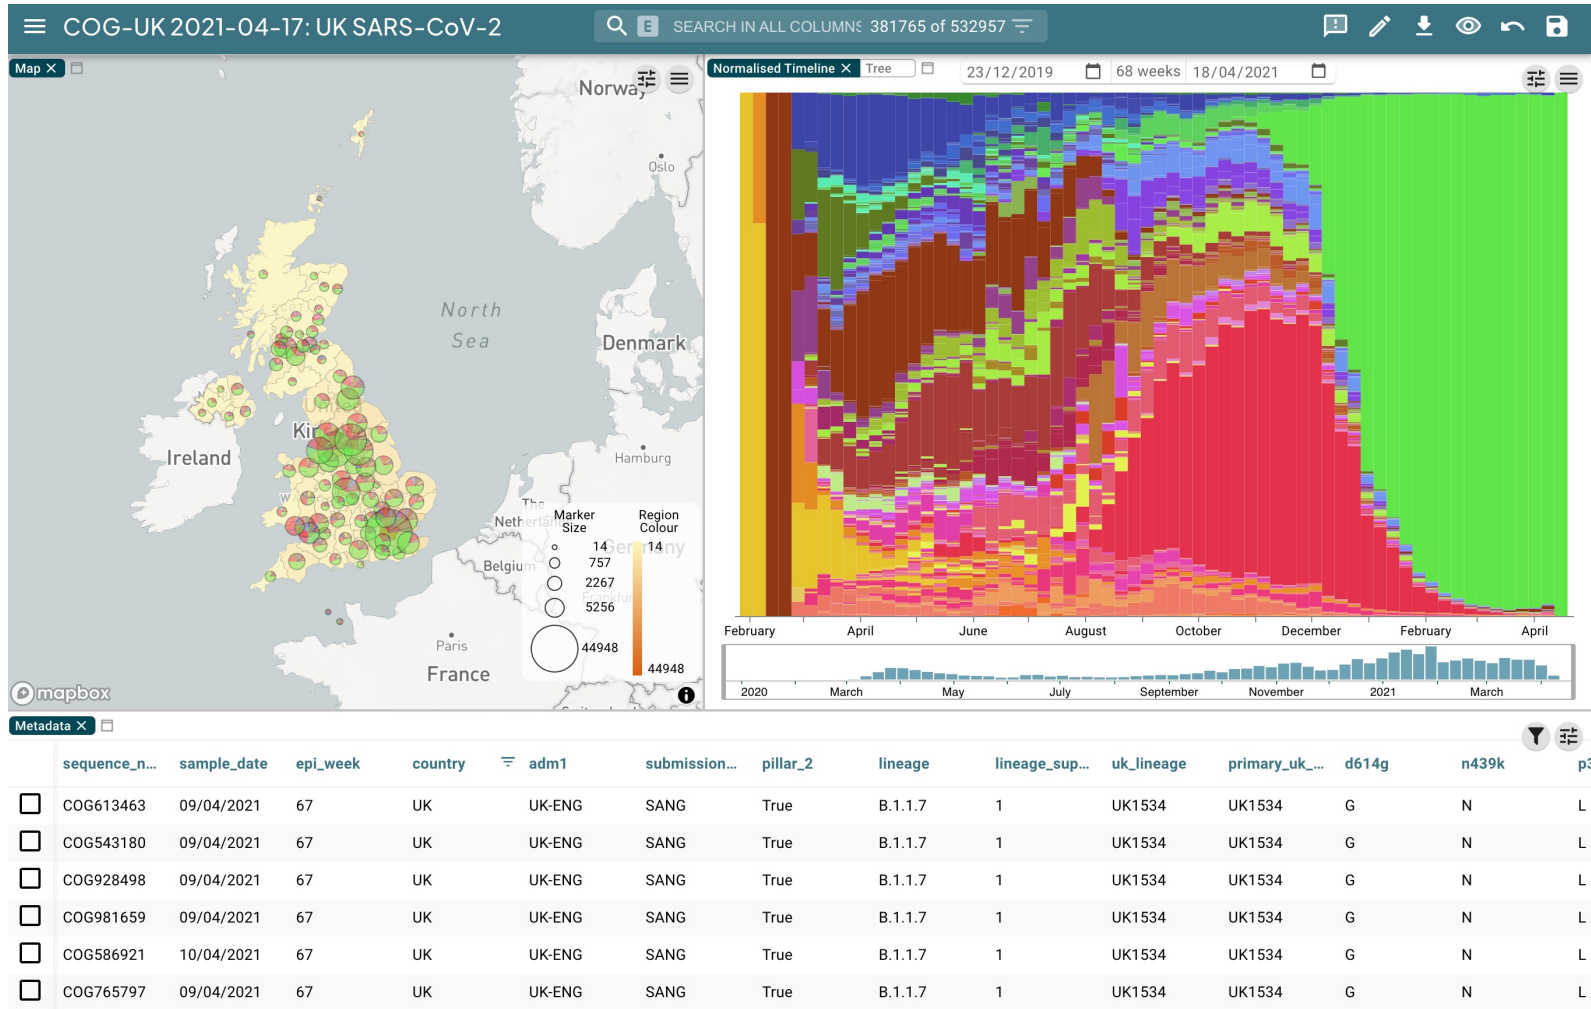 COG-UK 2021-04-17: UK SARS-CoV-2
E SEARCH IN ALL COLUMNS 381765 of 532957
Map
Norway
Oslo
North
Sea
Denmark
Hamburg
Ireland
The
Belgium
Paris
France
mapbox
Marker
Size
Region
Colour
14
757
2267
5256
44948
14
44948
Normalised Timeline
Tree
23/12/2019 68 weeks 18/04/2021
February April June August October December February April
2020 March May July September November 2021 March
Metadata
sequence_n... sample_date epi_week country adm1 submission... pillar_2 lineage lineage_sup... uk_lineage primary_uk_... d614g n439k
COG613463 09/04/2021 67 UK UK-ENG SANG True B.1.1.7 1 UK1534 UK1534 G N L
COG543180 09/04/2021 67 UK UK-ENG SANG True B.1.1.7 1 UK1534 UK1534 G N L
COG928498 09/04/2021 67 UK UK-ENG SANG True B.1.1.7 1 UK1534 UK1534 G N L
COG981659 09/04/2021 67 UK UK-ENG SANG True B.1.1.7 1 UK1534 UK1534 G N L
COG586921 10/04/2021 67 UK UK-ENG SANG True B.1.1.7 1 UK1534 UK1534 G N L
COG765797 09/04/2021 67 UK UK-ENG SANG True B.1.1.7 1 UK1534 UK1534 G N L